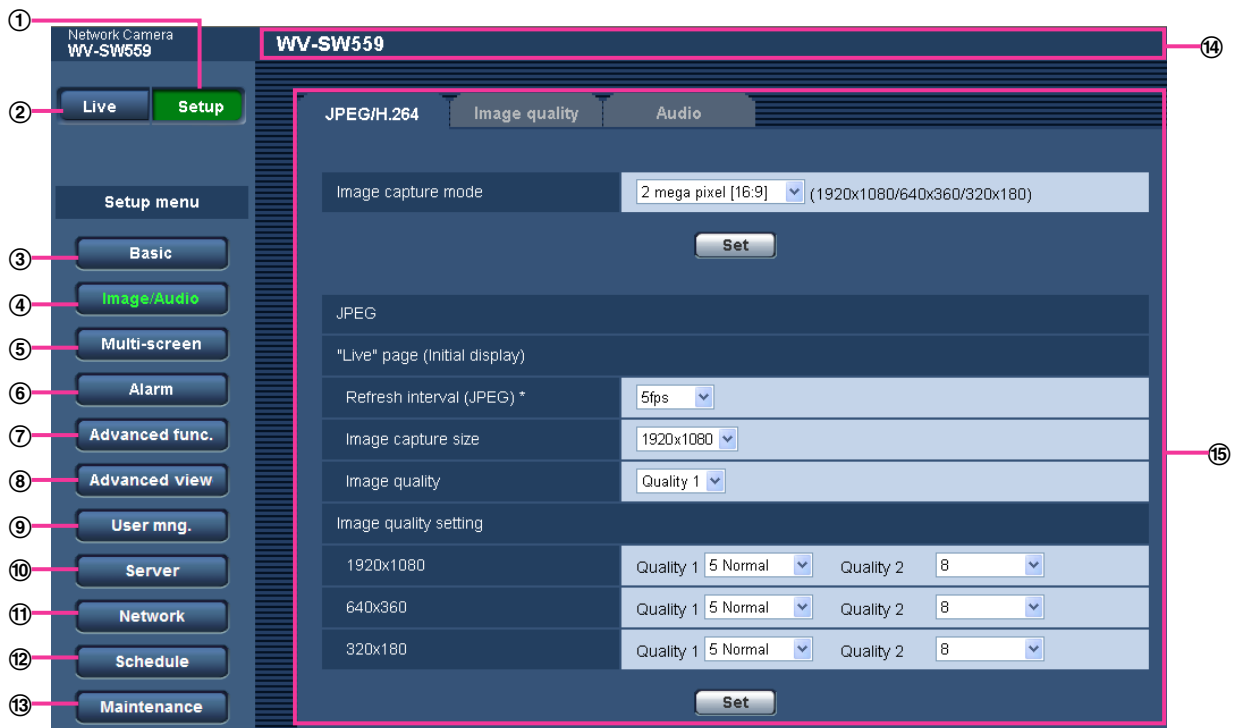 ①
Network Camera
WV-SW559
WV-SW559
⑭
② Live Setup
JPEG/H.264 Image quality Audio
Setup menu
Image capture mode 2 mega pixel [16:9] (1920x1080/640x360/320x180)
Set
③ Basic
④ Image/Audio
⑤ Multi-screen
⑥ Alarm
⑦ Advanced func.
⑧ Advanced view
⑨ User mng.
⑩ Server
⑪ Network
⑫ Schedule
⑬ Maintenance
JPEG
"Live" page (Initial display)
Refresh interval (JPEG) * 5fps
Image capture size 1920x1080
⑮
Image quality Quality 1
Image quality setting
1920x1080 Quality 1 5 Normal Quality 2 8
640x360 Quality 1 5 Normal Quality 2 8
320x180 Quality 1 5 Normal Quality 2 8
Set